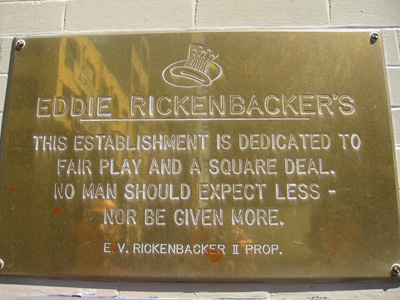 EDDIE RICKENBACKER'S
THIS ESTABLISHMENT IS DEDICATED TO
FAIR PLAY AND A SQUARE DEAL.
NO MAN SHOULD EXPECT LESS -
NOR BE GIVEN MORE.
E.V. RICKENBACKER II PROP.